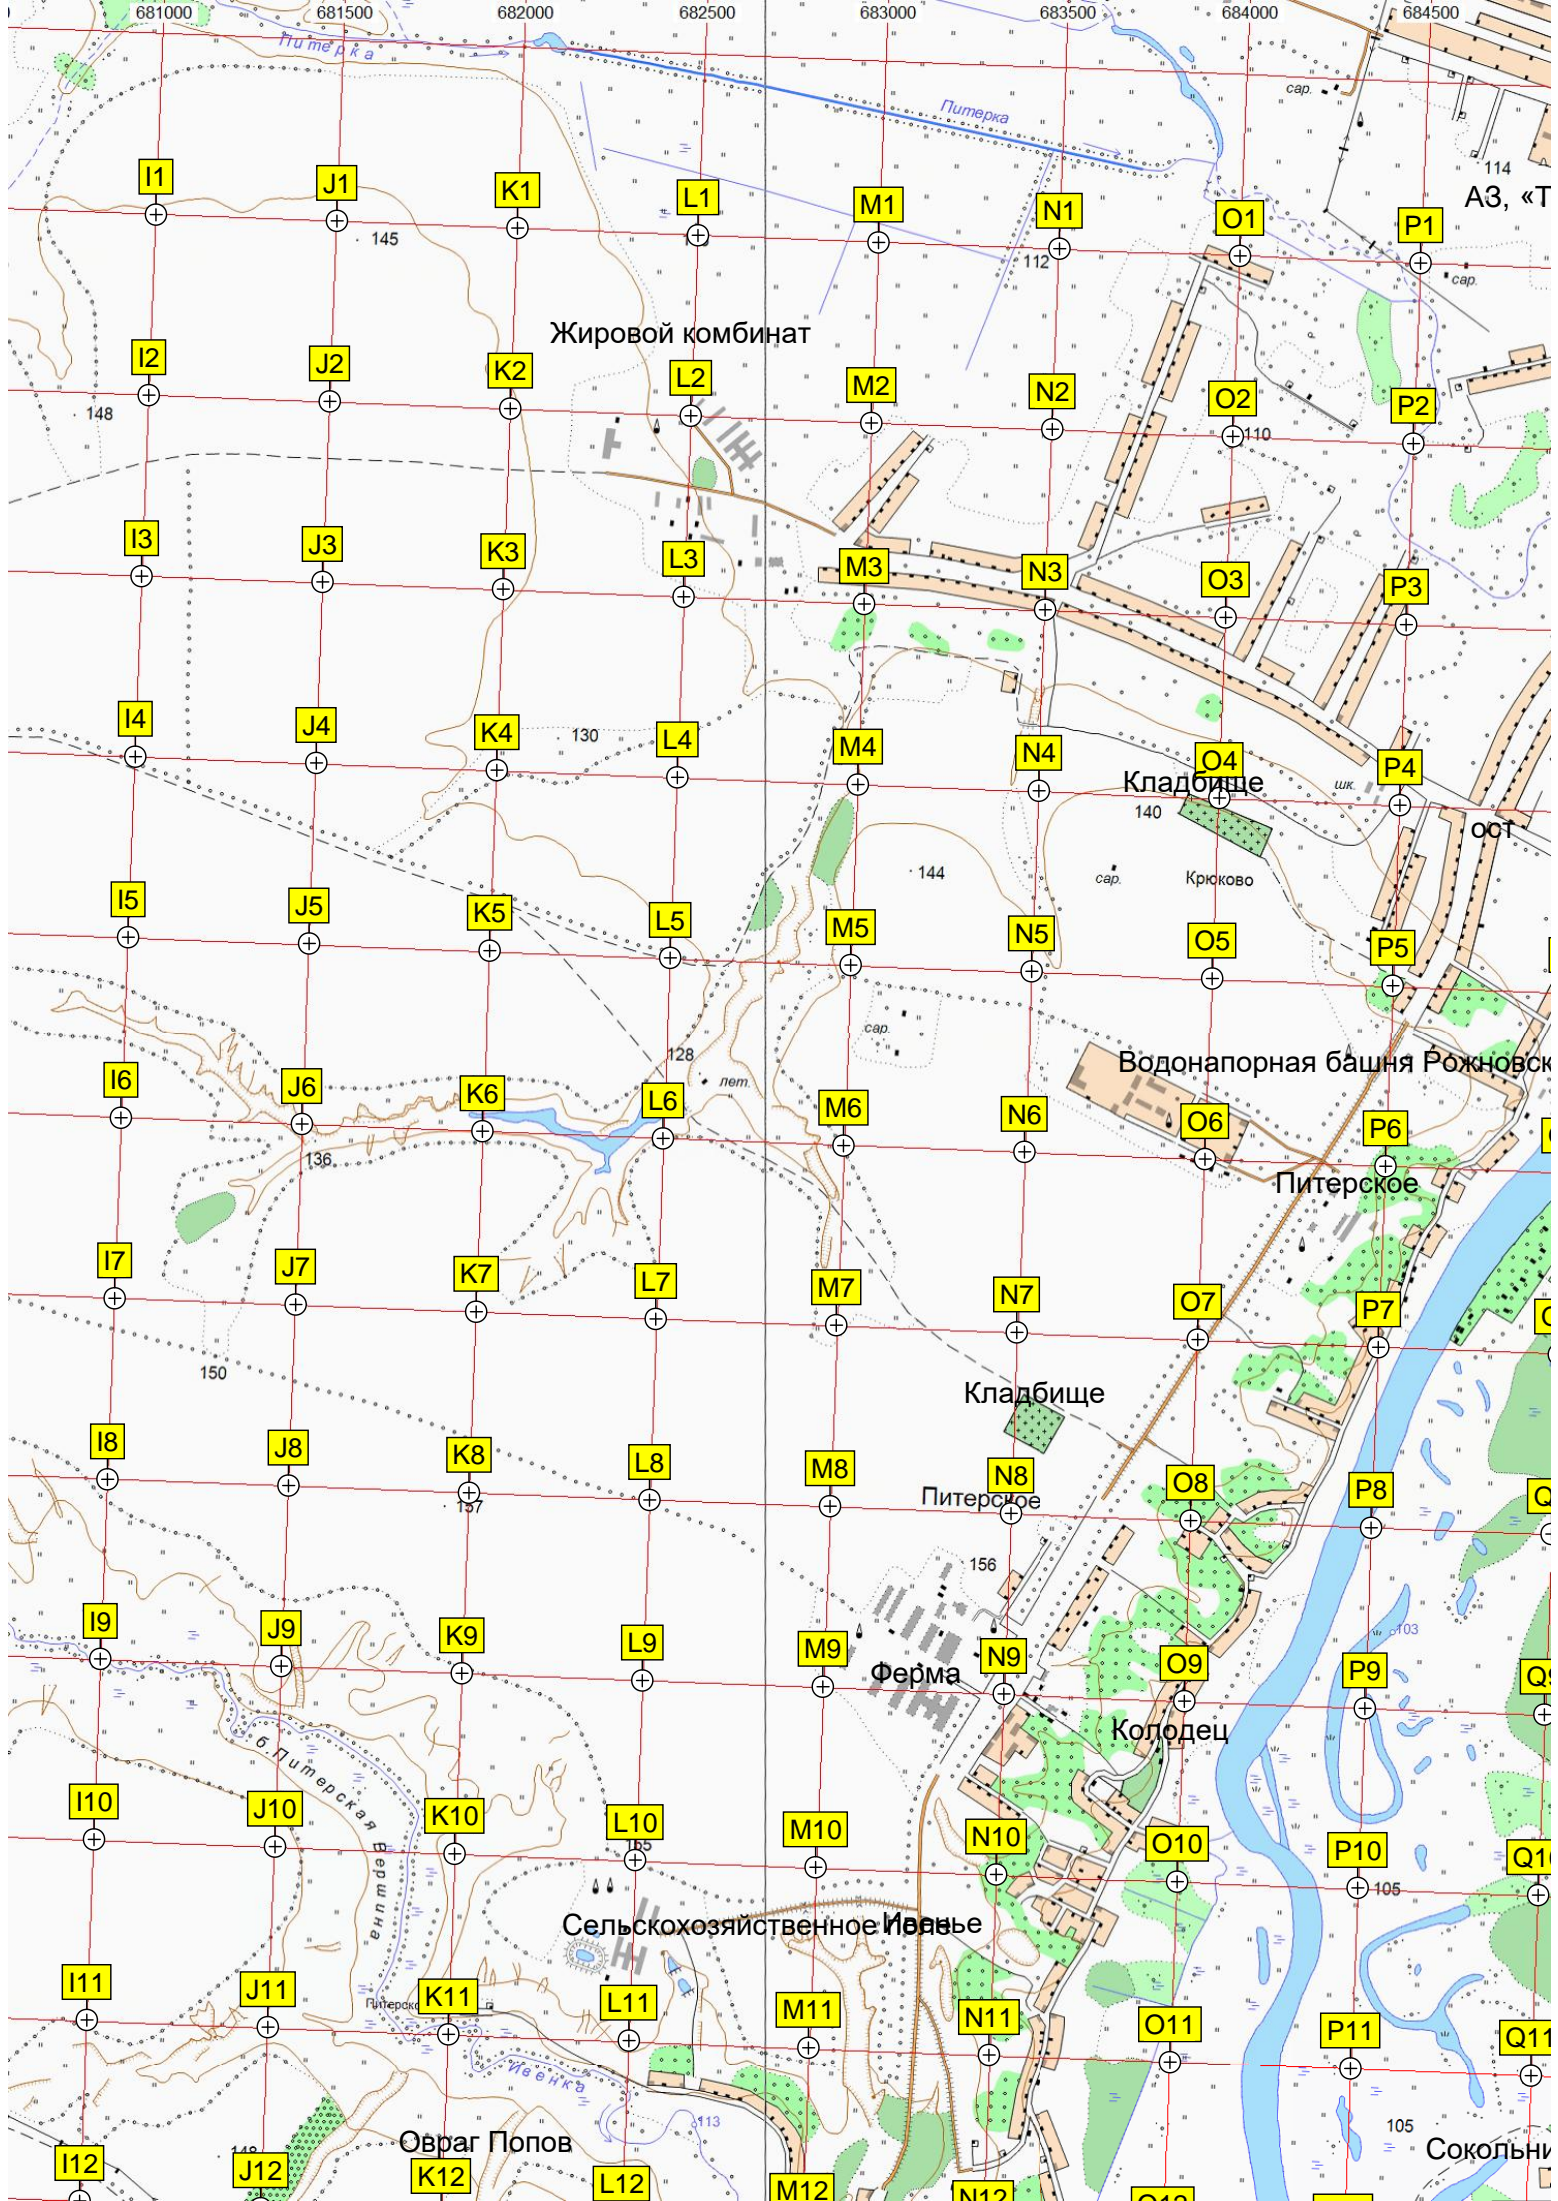 681000 681500 682000 682500 683000 683500 684000 684500
Питерка
Питерка
сар.
114
АЗ, «Т
I1 J1 K1 L1 M1 N1 O1 P1
145
112
сар.
Жировой комбинат
I2 J2 K2 L2 M2 N2 O2 P2
148
110
I3 J3 K3 L3 M3 N3 O3 P3
I4 J4 K4 L4 M4 N4 O4 P4
130
Кладбище
шк.
140
ост
144
сар.
Крюково
I5 J5 K5 L5 M5 N5 O5 P5
сар.
128
лет.
Водонапорная башня Рожновск
I6 J6 K6 L6 M6 N6 O6 P6
136
Питерское
I7 J7 K7 L7 M7 N7 O7 P7
150
Кладбище
I8 J8 K8 L8 M8 N8 O8 P8 Q
157
Питерское
156
103
I9 J9 K9 L9 M9 N9 O9 P9 Q9
Ферма
Колодец
б. Питерская Вершина
I10 J10 K10 L10 M10 N10 O10 P10 Q10
155
105
Сельскохозяйственное поле
Ивенье
I11 J11 K11 L11 M11 N11 O11 P11 Q11
Ивенка
113
105
Овраг Попов
148
Сокольни
I12 J12 K12 L12 M12 N12